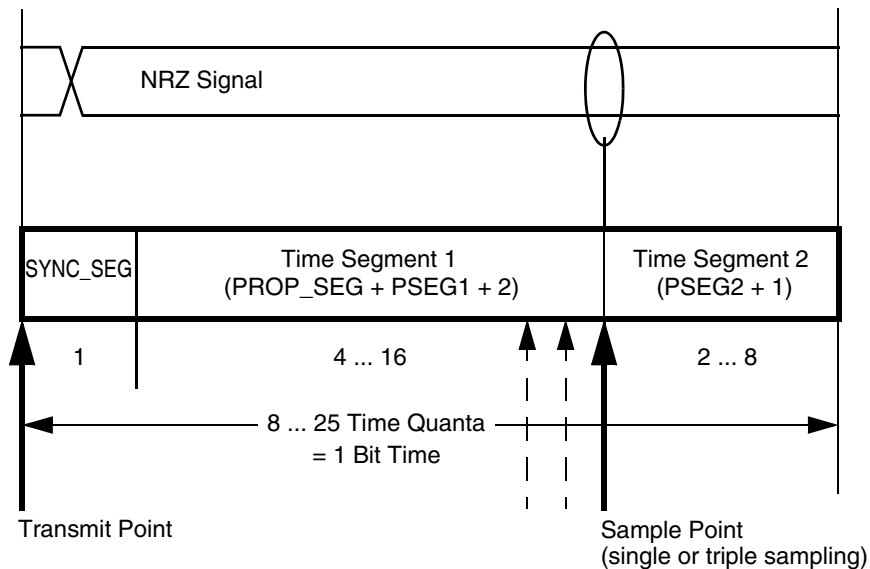 NRZ Signal
SYNC_SEG
Time Segment 1
(PROP_SEG + PSEG1 + 2)
Time Segment 2
(PSEG2 + 1)
1
4 ... 16
2 ... 8
8 ... 25 Time Quanta
= 1 Bit Time
Transmit Point
Sample Point
(single or triple sampling)